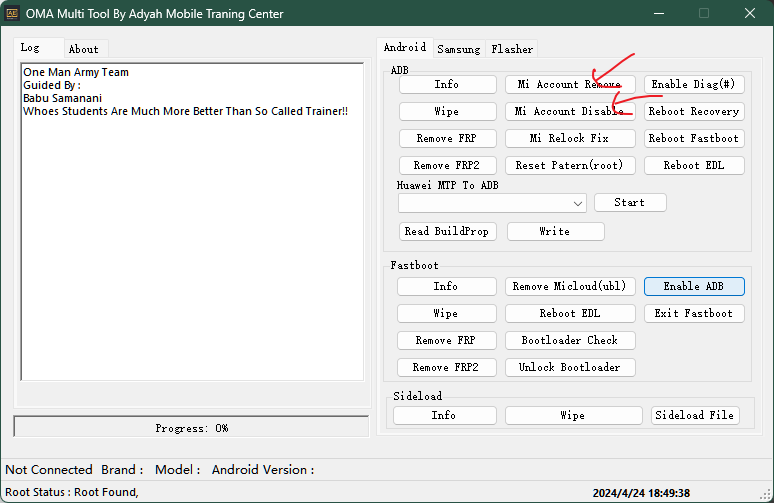 OMA Multi Tool By Adyah Mobile Traning Center
Log
About
One Man Army Team
Guided By :
Babu Samanani
Whoes Students Are Much More Better Than So Called Trainer!!
Progress: 0%
Android
Samsung
Flasher
ADB
Info
Mi Account Remove
Enable Diag(#)
Wipe
Mi Account Disable
Reboot Recovery
Remove FRP
Mi Relock Fix
Reboot Fastboot
Remove FRP2
Reset Patern(root)
Reboot EDL
Huawei MTP To ADB
Start
Read BuildProp
Write
Fastboot
Info
Remove Micloud(ubl)
Enable ADB
Wipe
Reboot EDL
Exit Fastboot
Remove FRP
Bootloader Check
Remove FRP2
Unlock Bootloader
Sideload
Info
Wipe
Sideload File
Not Connected Brand : Model : Android Version :
Root Status : Root Found,
2024/4/24 18:49:38